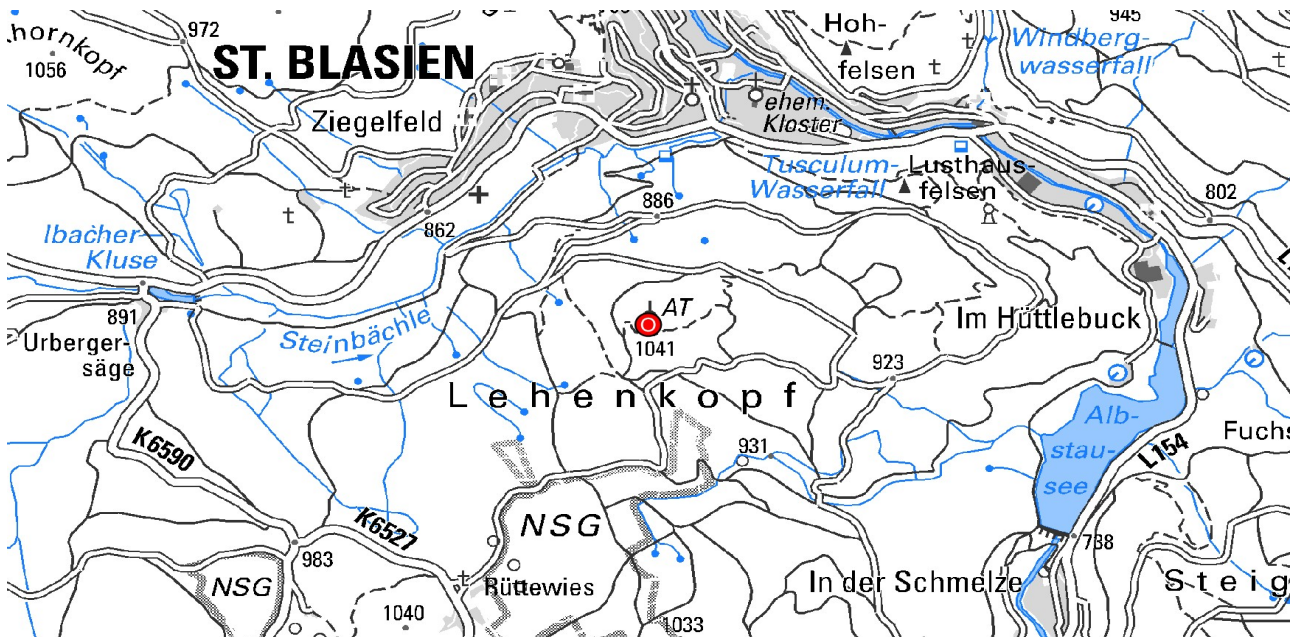 972
Hoh-
felsen
945
Windberg-
wasserfall
hornkopf
1056
ST. BLASIEN
Ziegelfeld
ehem.
Kloster
Tusculum-
Wasserfall
Lusthaus-
felsen
802
886
862
Ibacher
Kluse
891
Urberger-
säge
Steinbächle
AT
1041
Im Hüttlebuck
923
Lehenkopf
Alb-
stau-
see
Fuchs
L154
K6590
931
NSG
K6527
983
738
NSG
Rüttewies
In der Schmelze
Steig
1040
1033